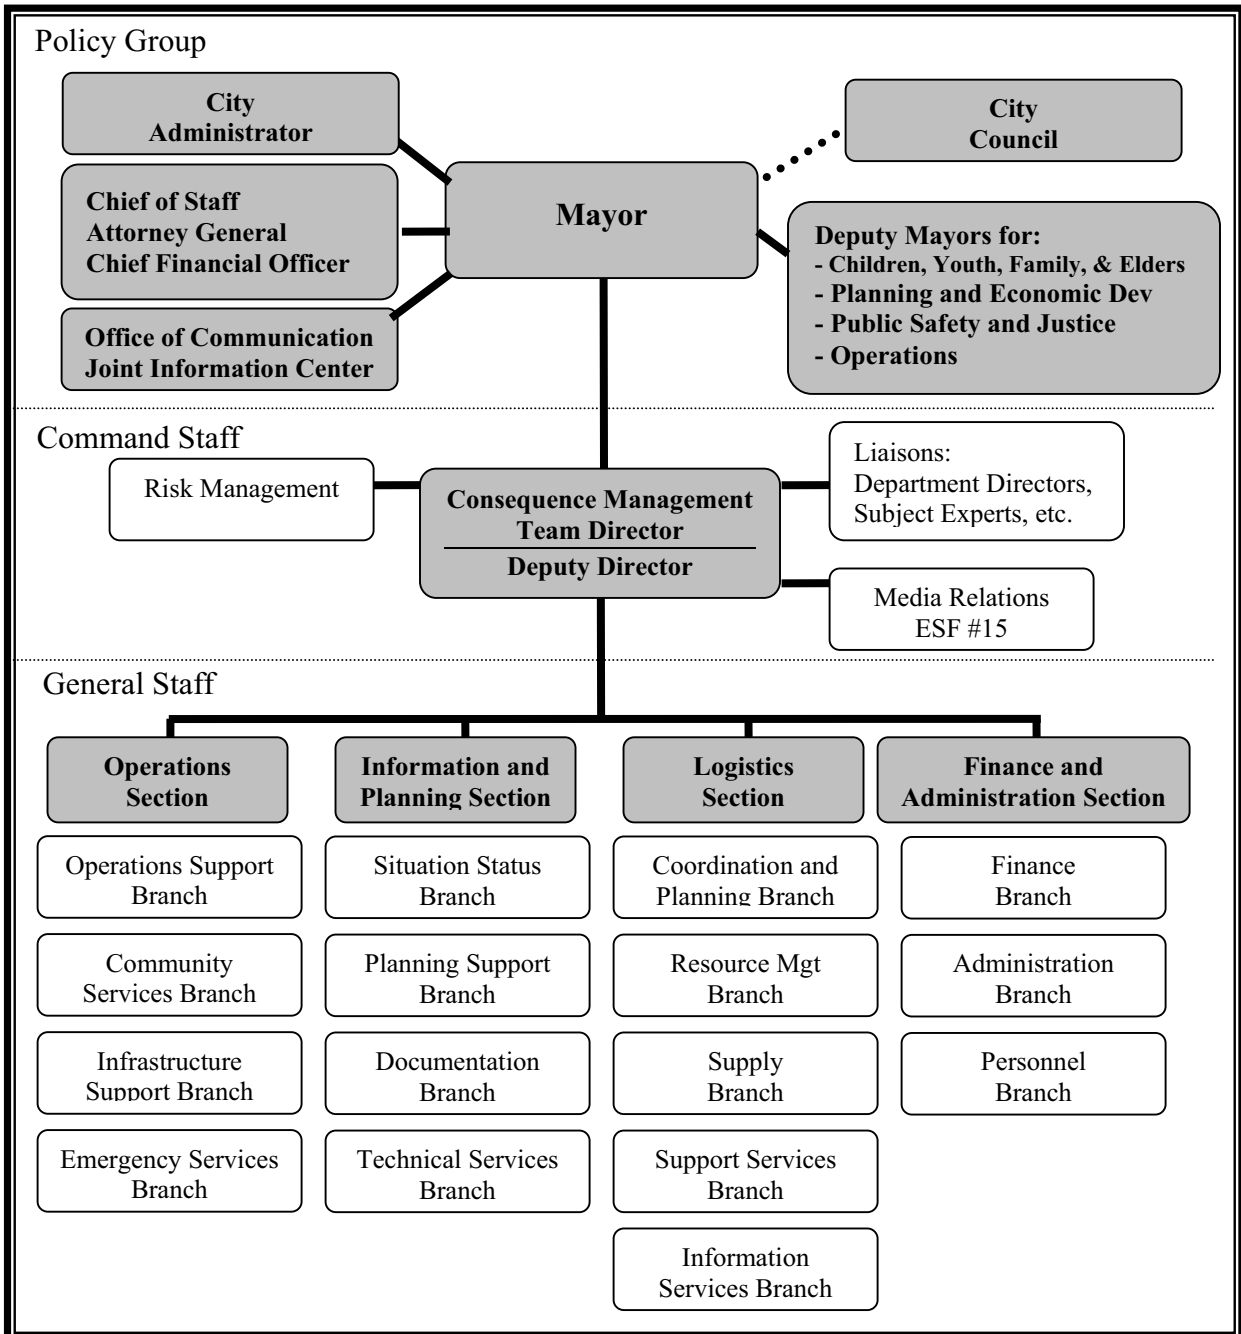 Policy Group
City
Administrator
City
Council
Chief of Staff
Attorney General
Chief Financial Officer
Mayor
Deputy Mayors for:
- Children, Youth, Family, & Elders
- Planning and Economic Dev
- Public Safety and Justice
- Operations
Office of Communication
Joint Information Center
Command Staff
Risk Management
Consequence Management
Team Director
Deputy Director
Liaisons:
Department Directors,
Subject Experts, etc.
Media Relations
ESF #15
General Staff
Operations
Section
Information and
Planning Section
Logistics
Section
Finance and
Administration Section
Operations Support
Branch
Situation Status
Branch
Coordination and
Planning Branch
Finance
Branch
Community
Services Branch
Planning Support
Branch
Resource Mgt
Branch
Administration
Branch
Infrastructure
Support Branch
Documentation
Branch
Supply
Branch
Personnel
Branch
Emergency Services
Branch
Technical Services
Branch
Support Services
Branch
Information
Services Branch